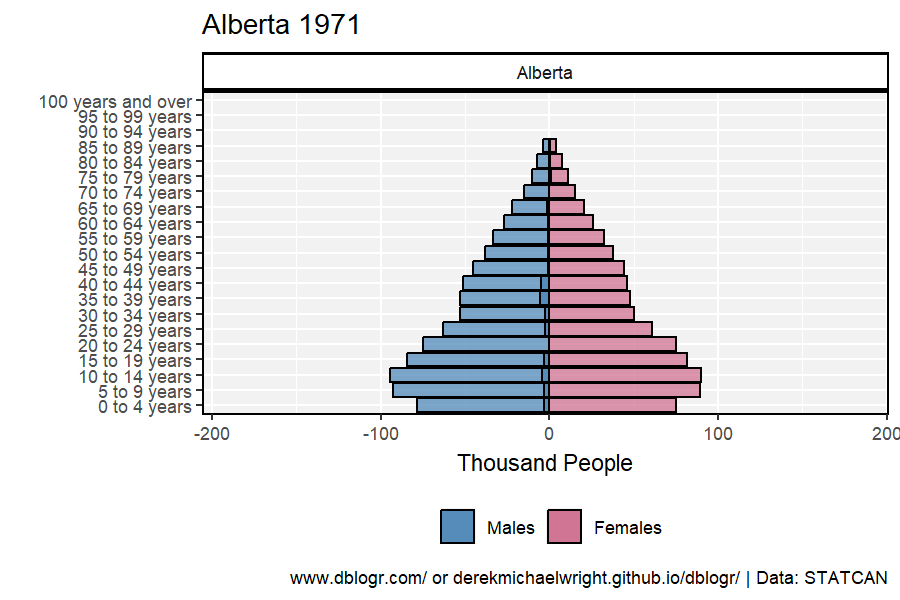 Alberta 1971
Alberta
100 years and over
95 to 99 years
90 to 94 years
85 to 89 years
80 to 84 years
75 to 79 years
70 to 74 years
65 to 69 years
60 to 64 years
55 to 59 years
50 to 54 years
45 to 49 years
40 to 44 years
35 to 39 years
30 to 34 years
25 to 29 years
20 to 24 years
15 to 19 years
10 to 14 years
5 to 9 years
0 to 4 years
-200 -100 0 100 200
Thousand People
Males Females
www.dblogr.com/ or derekmichaelwright.github.io/dblogr/ | Data: STATCAN